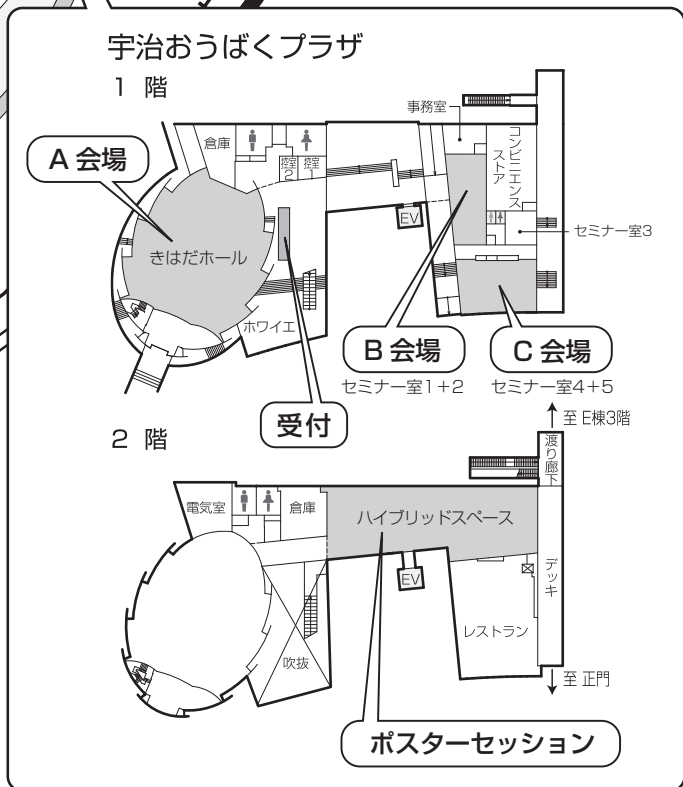 宇治おうばくプラザ
1 階
事務室
倉庫
A 会場
控室2
控室1
コンビニエンス
ストア
EV
セミナー室3
きはだホール
ホワイエ
B 会場
C 会場
セミナー室1+2
セミナー室4+5
受付
至 E棟3階
2 階
渡り廊下
電気室
倉庫
ハイブリッドスペース
EV
デッキ
レストラン
吹抜
至 正門
ポスターセッション